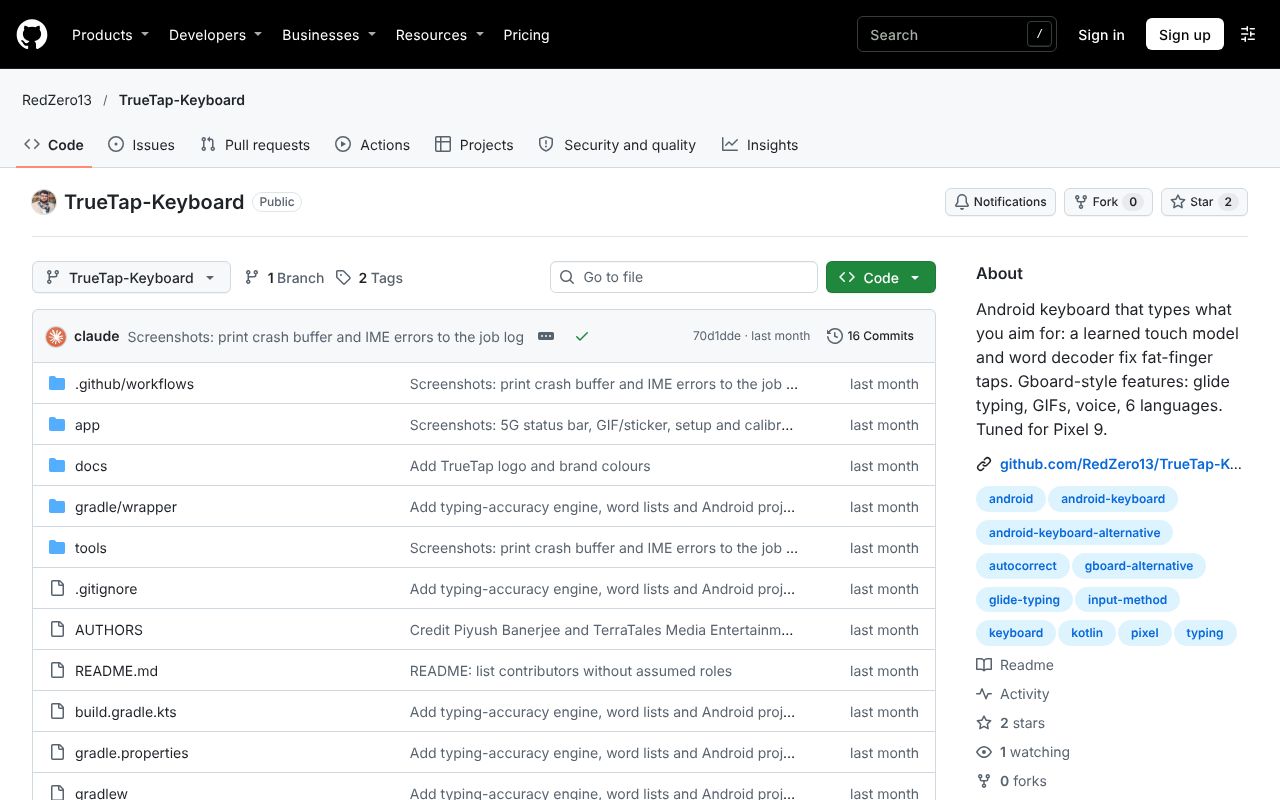 Products Developers Businesses Resources Pricing Search / Sign in Sign up
RedZero13 / TrueTap-Keyboard
Code Issues Pull requests Actions Projects Security and quality Insights
TrueTap-Keyboard Public Notifications Fork 0 Star 2
TrueTap-Keyboard 1 Branch 2 Tags Go to file Code
claude Screenshots: print crash buffer and IME errors to the job log 70d1dde · last month 16 Commits
.github/workflows Screenshots: print crash buffer and IME errors to the job ... last month
app Screenshots: 5G status bar, GIF/sticker, setup and calibr... last month
docs Add TrueTap logo and brand colours last month
gradle/wrapper Add typing-accuracy engine, word lists and Android proj... last month
tools Screenshots: print crash buffer and IME errors to the job ... last month
.gitignore Add typing-accuracy engine, word lists and Android proj... last month
AUTHORS Credit Piyush Banerjee and TerraTales Media Entertainm... last month
README.md README: list contributors without assumed roles last month
build.gradle.kts Add typing-accuracy engine, word lists and Android proj... last month
gradle.properties Add typing-accuracy engine, word lists and Android proj... last month
gradlew Add typing-accuracy engine, word lists and Android proj... last month
About
Android keyboard that types what
you aim for: a learned touch model
and word decoder fix fat-finger
taps. Gboard-style features: glide
typing, GIFs, voice, 6 languages.
Tuned for Pixel 9.
github.com/RedZero13/TrueTap-K...
android android-keyboard
android-keyboard-alternative
autocorrect gboard-alternative
glide-typing input-method
keyboard kotlin pixel typing
Readme
Activity
2 stars
1 watching
0 forks